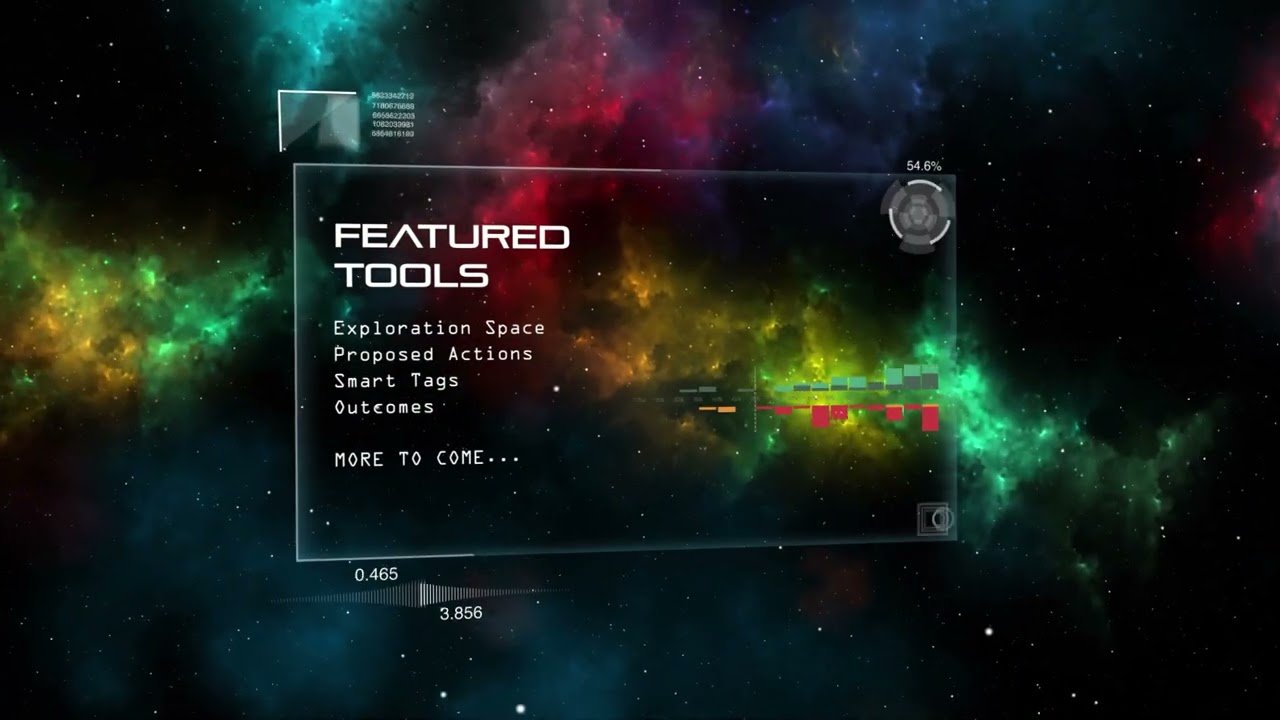 54.6%
FEATURED
TOOLS
Exploration Space
Proposed Actions
Smart Tags
Outcomes
MORE TO COME...
0.465
3.856